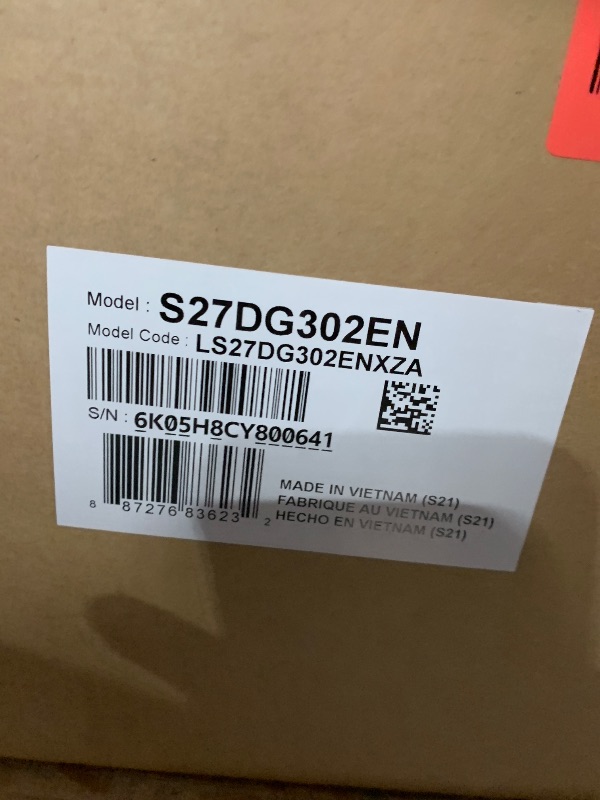 Model : S27DG302EN
Model Code : LS27DG302ENXZA
S/N : 6K05H8CY800641
8 87276 83623 2
MADE IN VIETNAM (S21)
FABRIQUE AU VIETNAM (S21)
HECHO EN VIETNAM (S21)